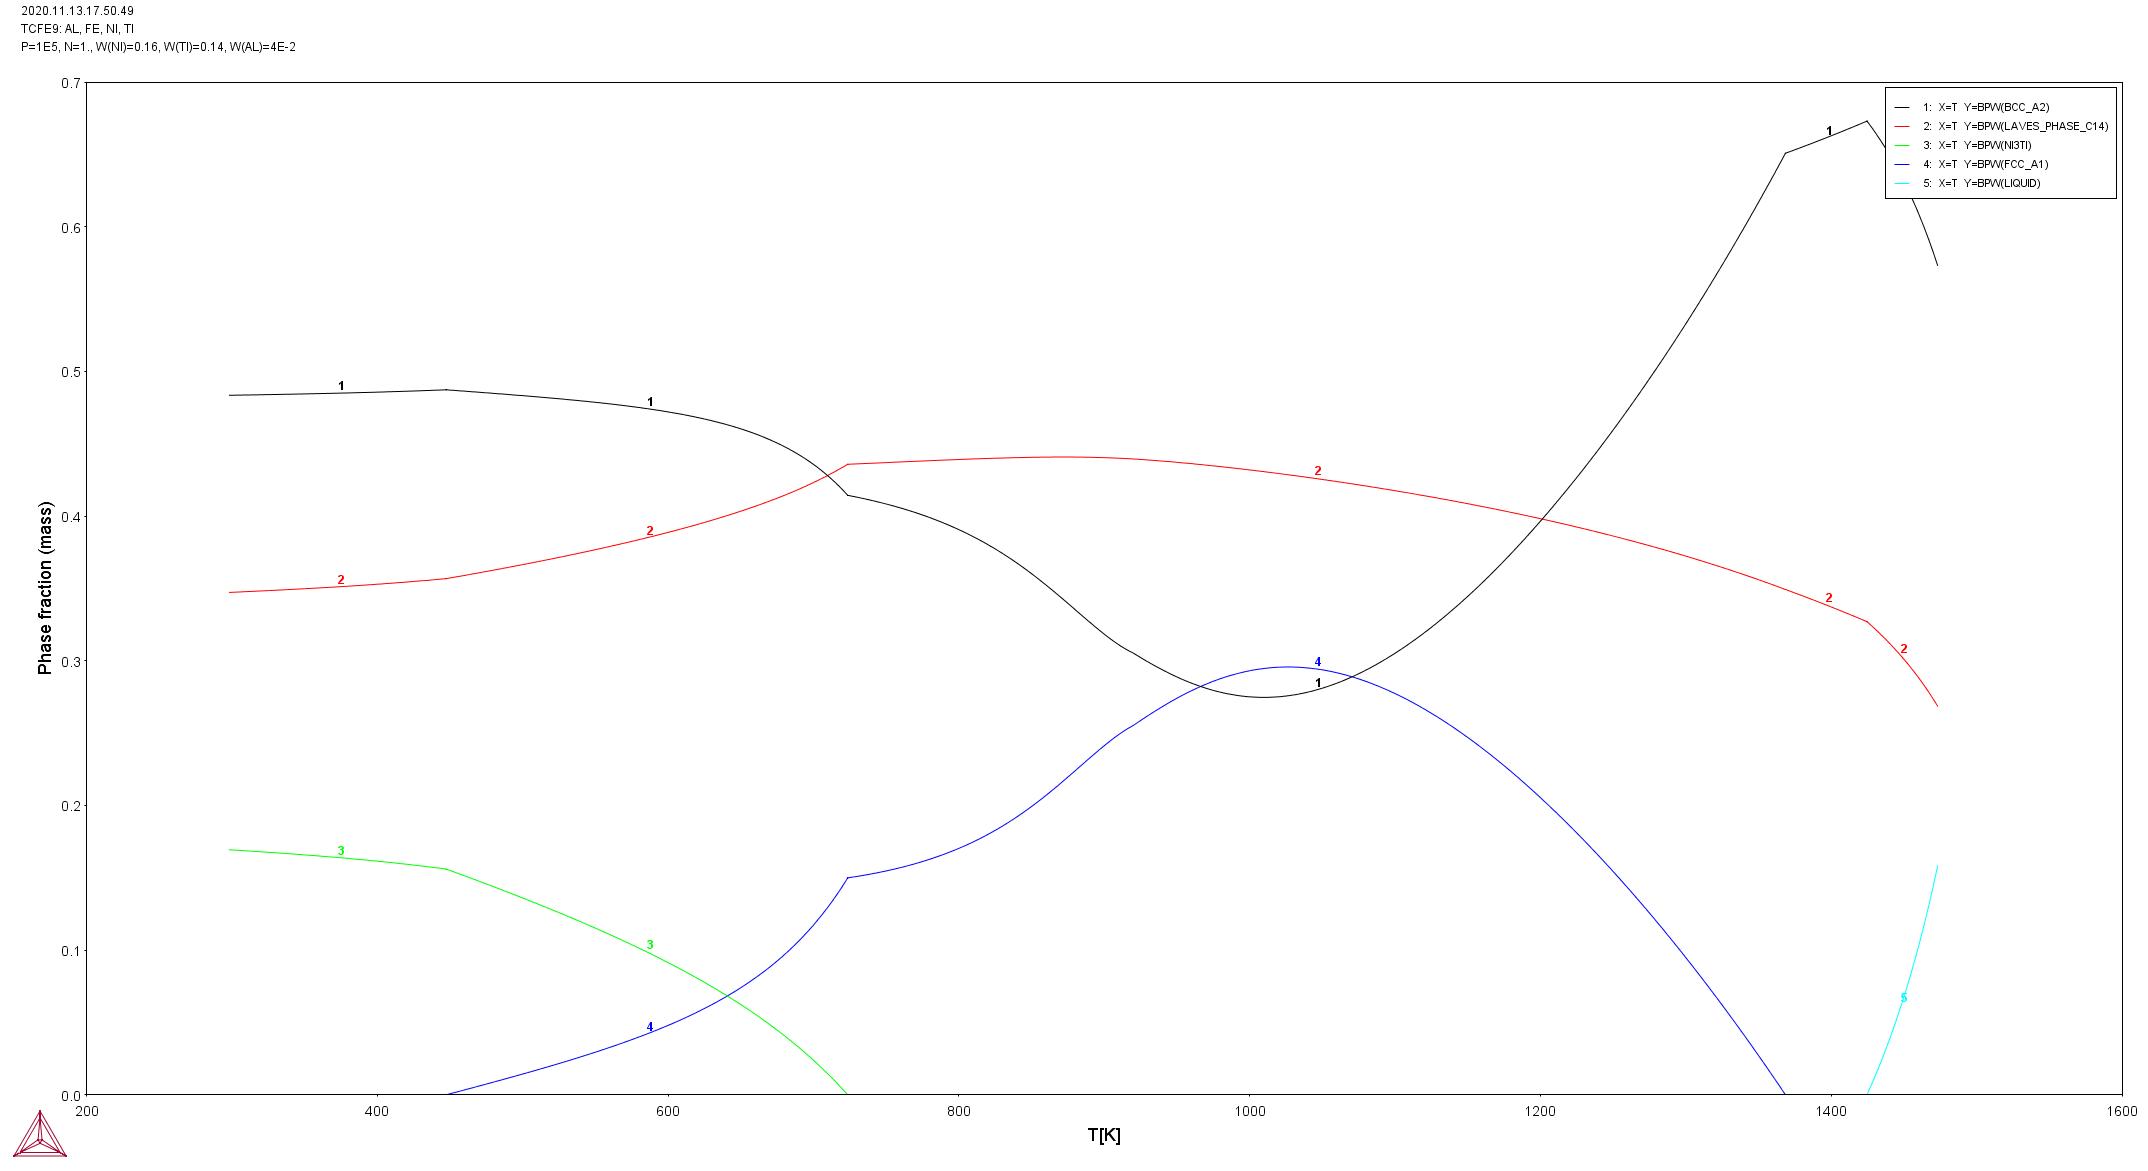 2020.11.13.17.50.49
TCFE9: AL, FE, NI, TI
P=1E5, N=1., W(NI)=0.16, W(TI)=0.14, W(AL)=4E-2
0.7
0.6
0.5
0.4
0.3
0.2
0.1
0.0
Phase fraction (mass)
1: X=T Y=BPW(BCC_A2)
2: X=T Y=BPW(LAVES_PHASE_C14)
3: X=T Y=BPW(NI3TI)
4: X=T Y=BPW(FCC_A1)
5: X=T Y=BPW(LIQUID)
1
1
1
1
2
2
2
2
2
3
3
4
4
5
200 400 600 800 1000 1200 1400 1600
T[K]